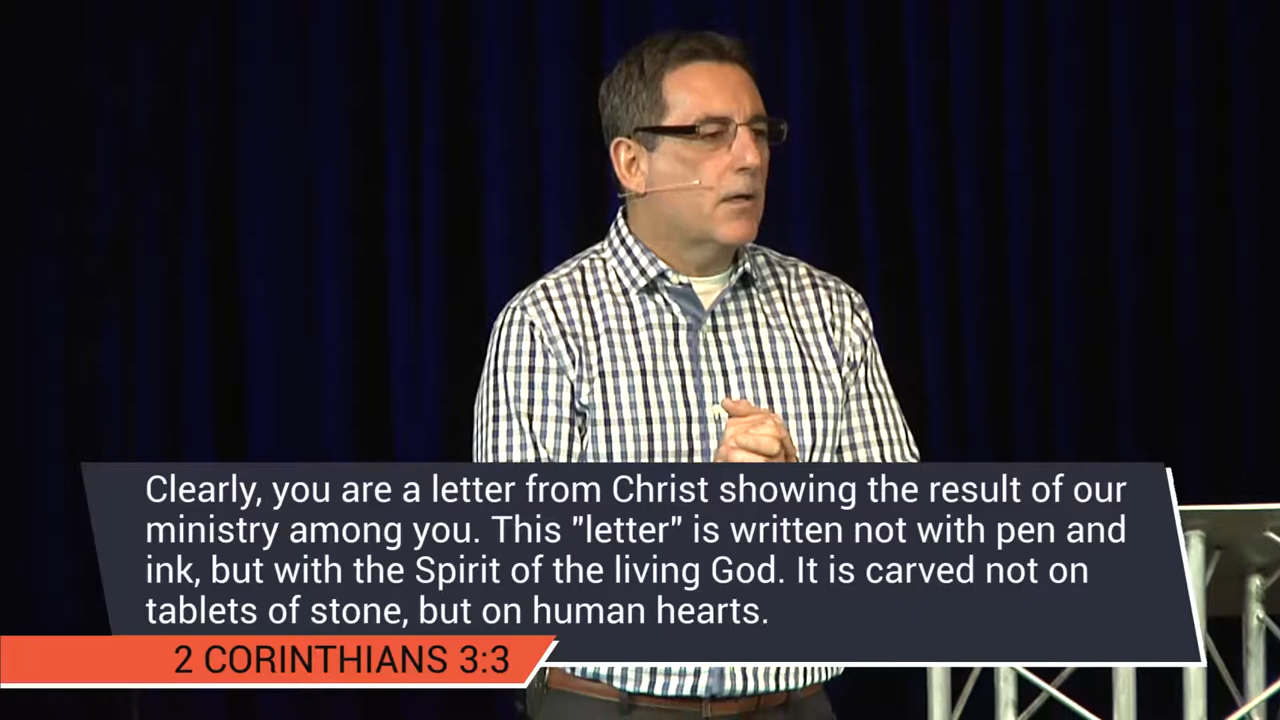 Clearly, you are a letter from Christ showing the result of our
ministry among you. This "letter" is written not with pen and
ink, but with the Spirit of the living God. It is carved not on
tablets of stone, but on human hearts.
2 CORINTHIANS 3:3